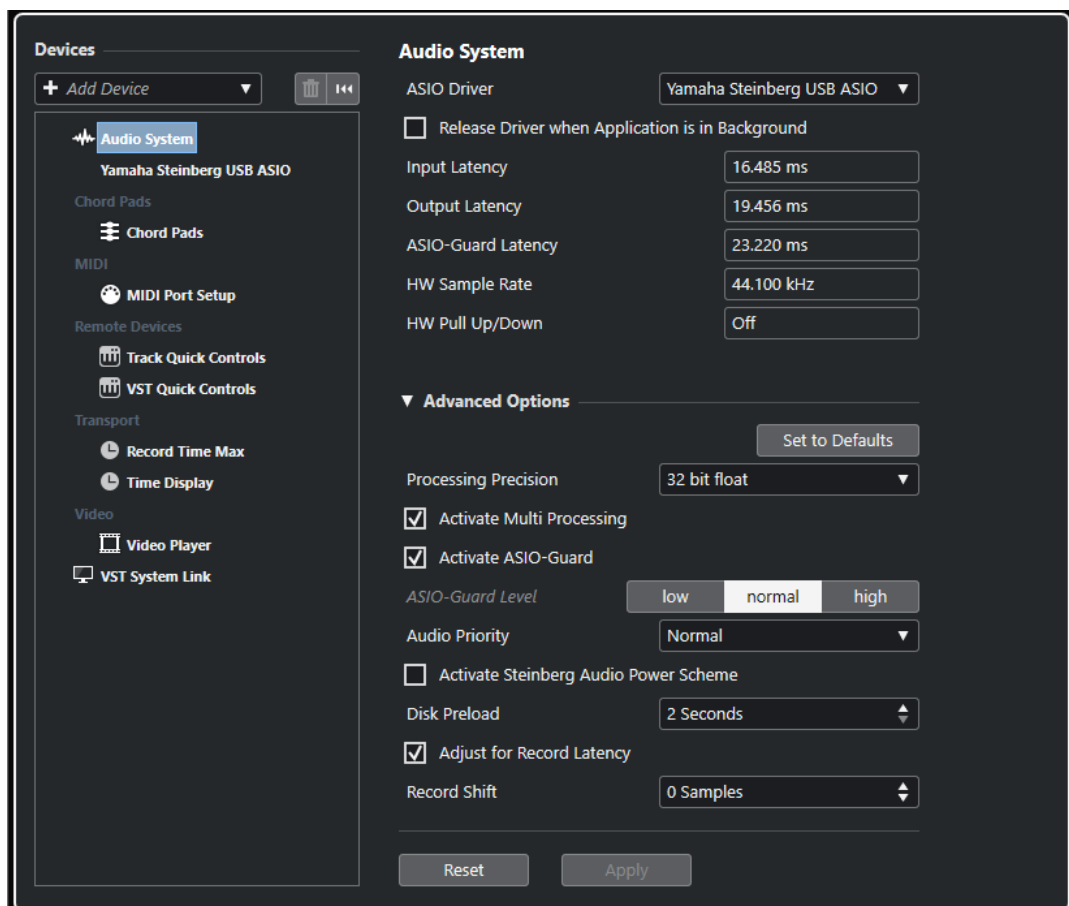 Devices
Add Device
Audio System
Yamaha Steinberg USB ASIO
Chord Pads
Chord Pads
MIDI
MIDI Port Setup
Remote Devices
Track Quick Controls
VST Quick Controls
Transport
Record Time Max
Time Display
Video
Video Player
VST System Link
Audio System
ASIO Driver Yamaha Steinberg USB ASIO
Release Driver when Application is in Background
Input Latency 16.485 ms
Output Latency 19.456 ms
ASIO-Guard Latency 23.220 ms
HW Sample Rate 44.100 kHz
HW Pull Up/Down Off
Advanced Options
Set to Defaults
Processing Precision 32 bit float
Activate Multi Processing
Activate ASIO-Guard
ASIO-Guard Level low normal high
Audio Priority Normal
Activate Steinberg Audio Power Scheme
Disk Preload 2 Seconds
Adjust for Record Latency
Record Shift 0 Samples
Reset Apply